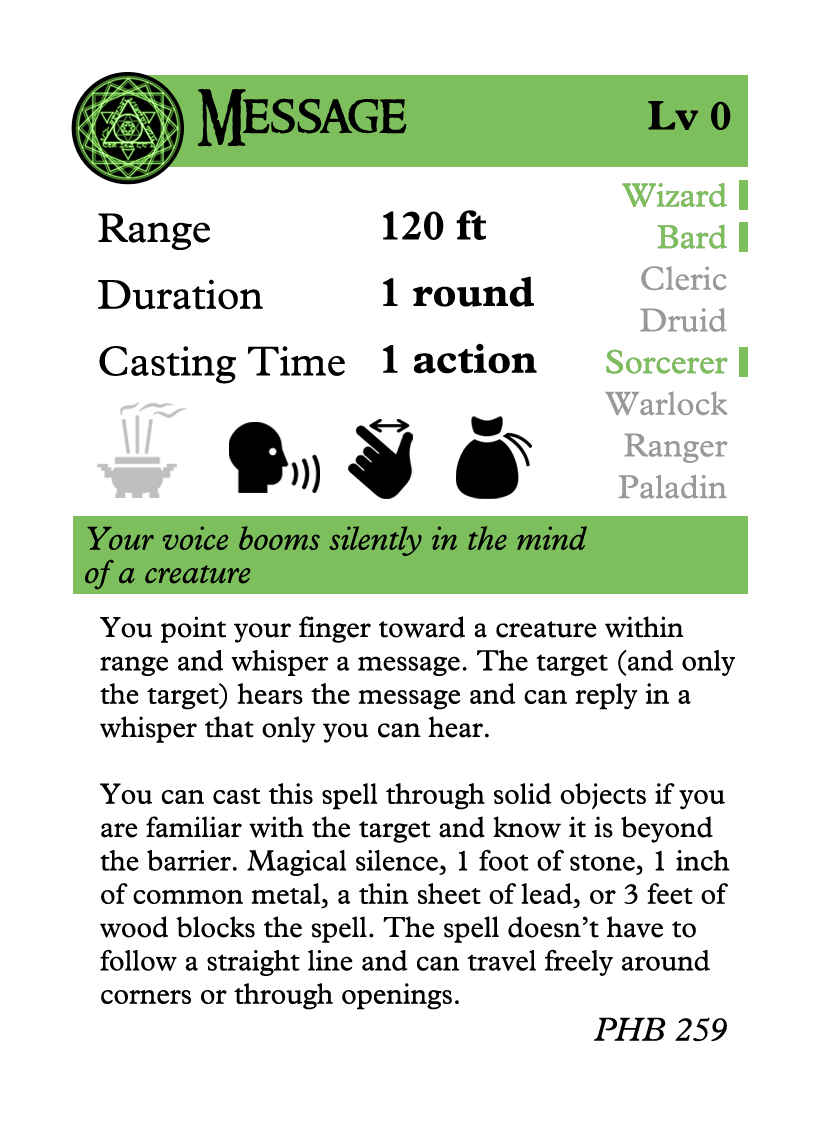 Message
Lv 0
Range 120 ft
Duration 1 round
Casting Time 1 action
Wizard
Bard
Cleric
Druid
Sorcerer
Warlock
Ranger
Paladin
Your voice booms silently in the mind
of a creature
You point your finger toward a creature within
range and whisper a message. The target (and only
the target) hears the message and can reply in a
whisper that only you can hear.
You can cast this spell through solid objects if you
are familiar with the target and know it is beyond
the barrier. Magical silence, 1 foot of stone, 1 inch
of common metal, a thin sheet of lead, or 3 feet of
wood blocks the spell. The spell doesn’t have to
follow a straight line and can travel freely around
corners or through openings.
PHB 259